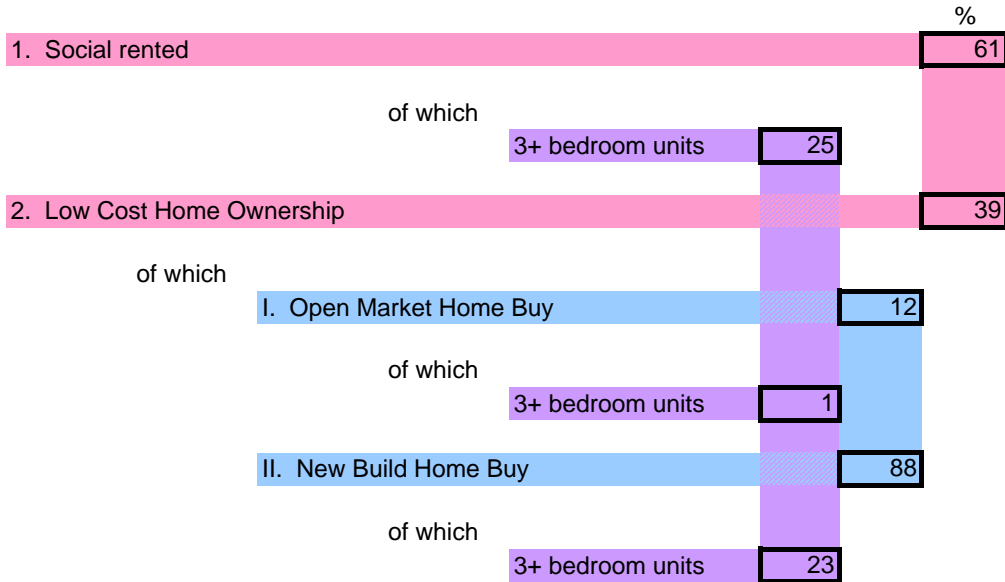 %
1. Social rented 61
of which
3+ bedroom units 25
2. Low Cost Home Ownership 39
of which
I. Open Market Home Buy 12
of which
3+ bedroom units 1
II. New Build Home Buy 88
of which
3+ bedroom units 23